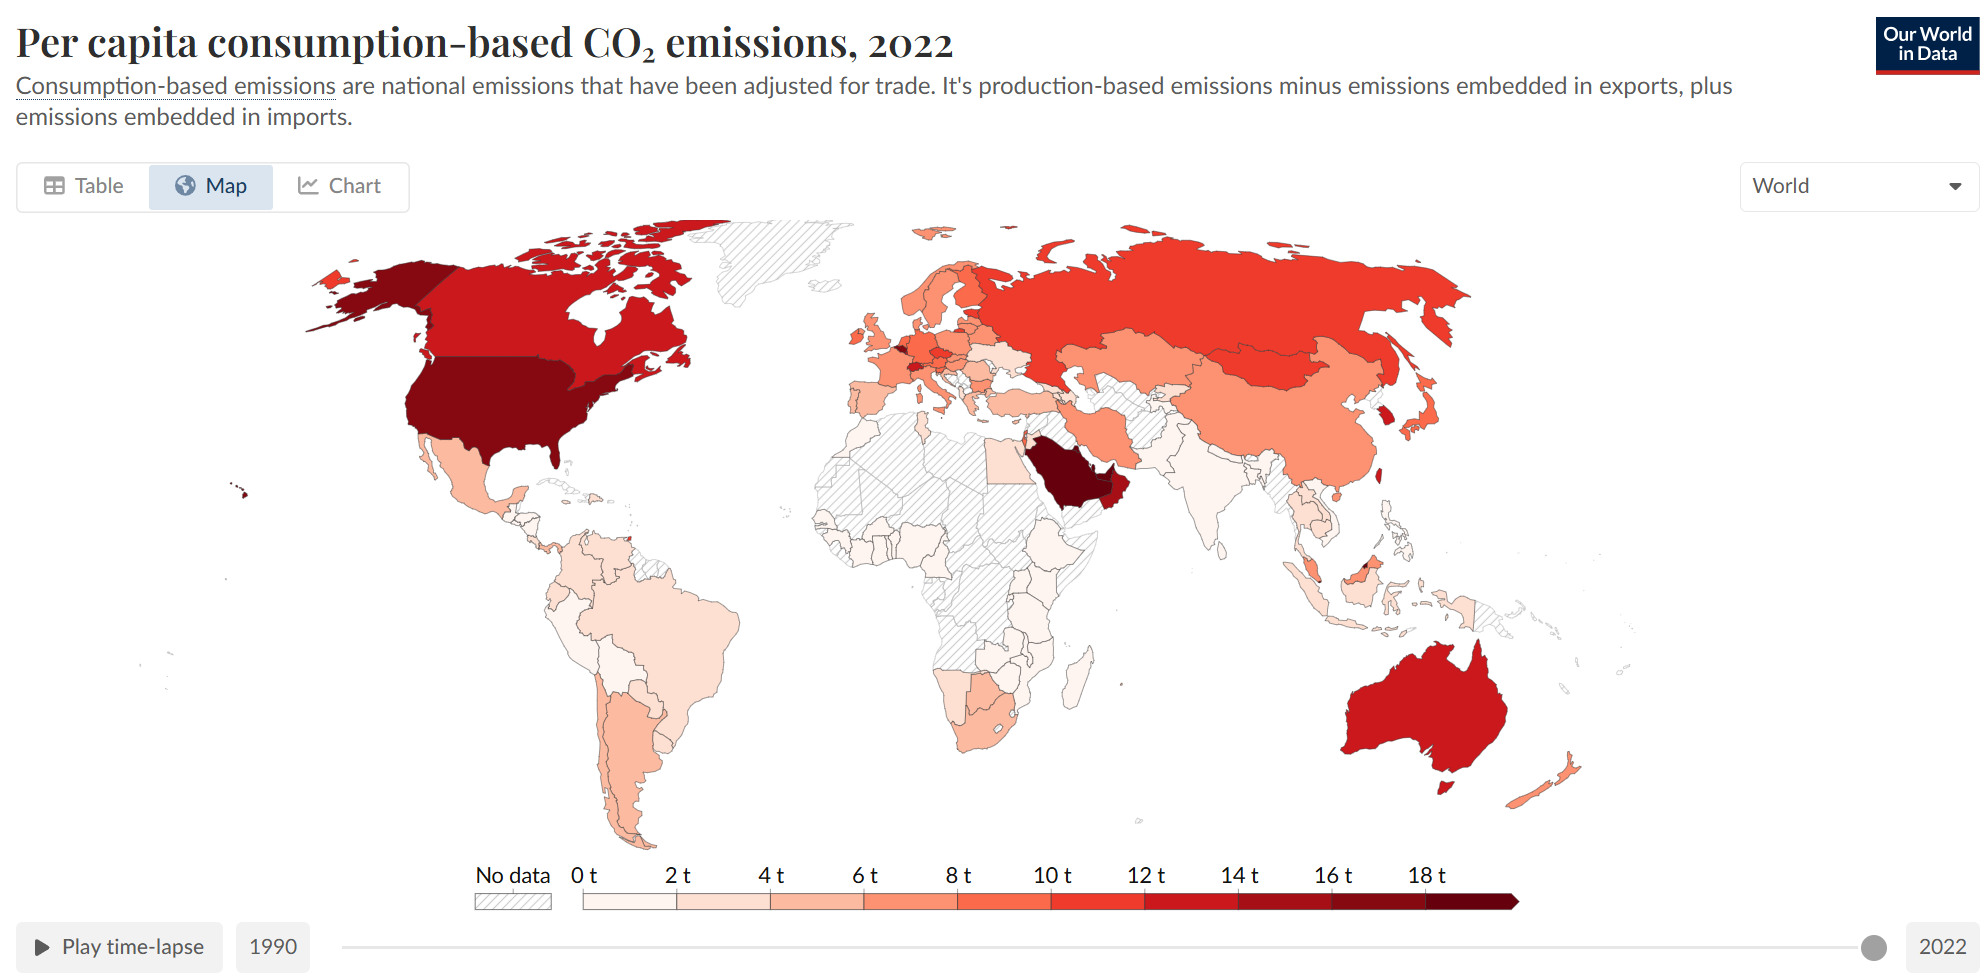 Per capita consumption-based CO₂ emissions, 2022
Our World
in Data
Consumption-based emissions are national emissions that have been adjusted for trade. It's production-based emissions minus emissions embedded in exports, plus
emissions embedded in imports.
Table
Map
Chart
World
No data
0 t
2 t
4 t
6 t
8 t
10 t
12 t
14 t
16 t
18 t
Play time-lapse
1990
2022